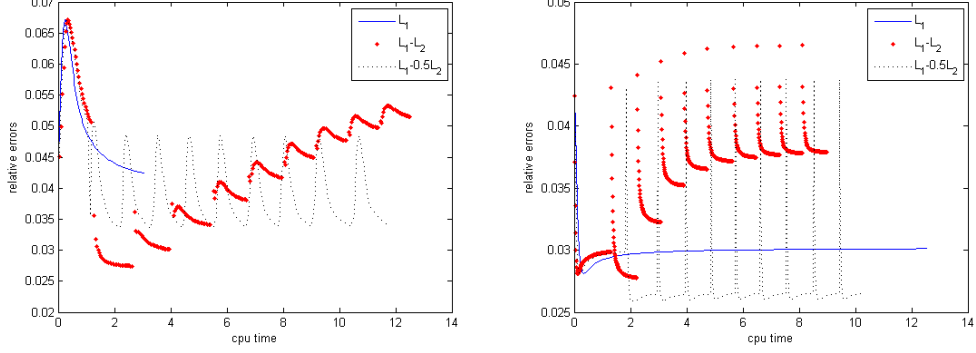 0.07
0.065
0.06
0.055
0.05
0.045
0.04
0.035
0.03
0.025
0.02
relative errors
0 2 4 6 8 10 12 14
cpu time
L1
L1-L2
L1-0.5L2
0.05
0.045
0.04
0.035
0.03
0.025
relative errors
0 2 4 6 8 10 12 14
cpu time
L1
L1-L2
L1-0.5L2